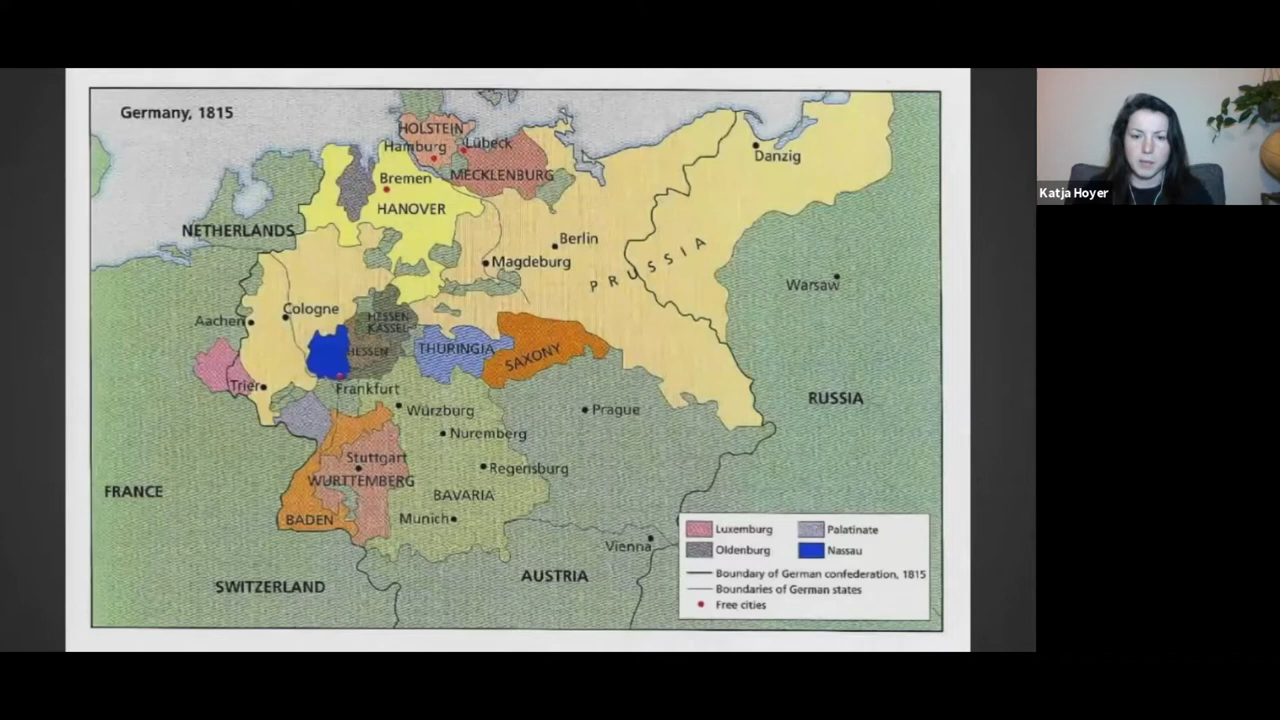 Germany, 1815
HOLSTEIN
Hamburg
Lübeck
MECKLENBURG
Danzig
Bremen
HANOVER
NETHERLANDS
Berlin
Magdeburg
PRUSSIA
Warsaw
Cologne
Aachen
HESSEN
KASSEL
HESSEN
THURINGIA
SAXONY
Trier
Frankfurt
Würzburg
Prague
RUSSIA
Nuremberg
Stuttgart
Regensburg
WURTTEMBERG
FRANCE
BAVARIA
BADEN
Munich
Vienna
AUSTRIA
SWITZERLAND
Luxemburg
Palatinate
Oldenburg
Nassau
Boundary of German confederation, 1815
Boundaries of German states
Free cities
Katja Hoyer